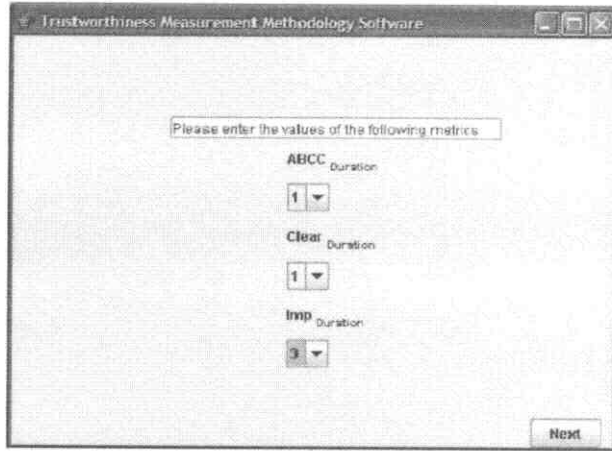 Trustworthiness Measurement Methodology Software
Please enter the values of the following metrics
ABCC Duration
1
Clear Duration
1
Imp Duration
3
Next